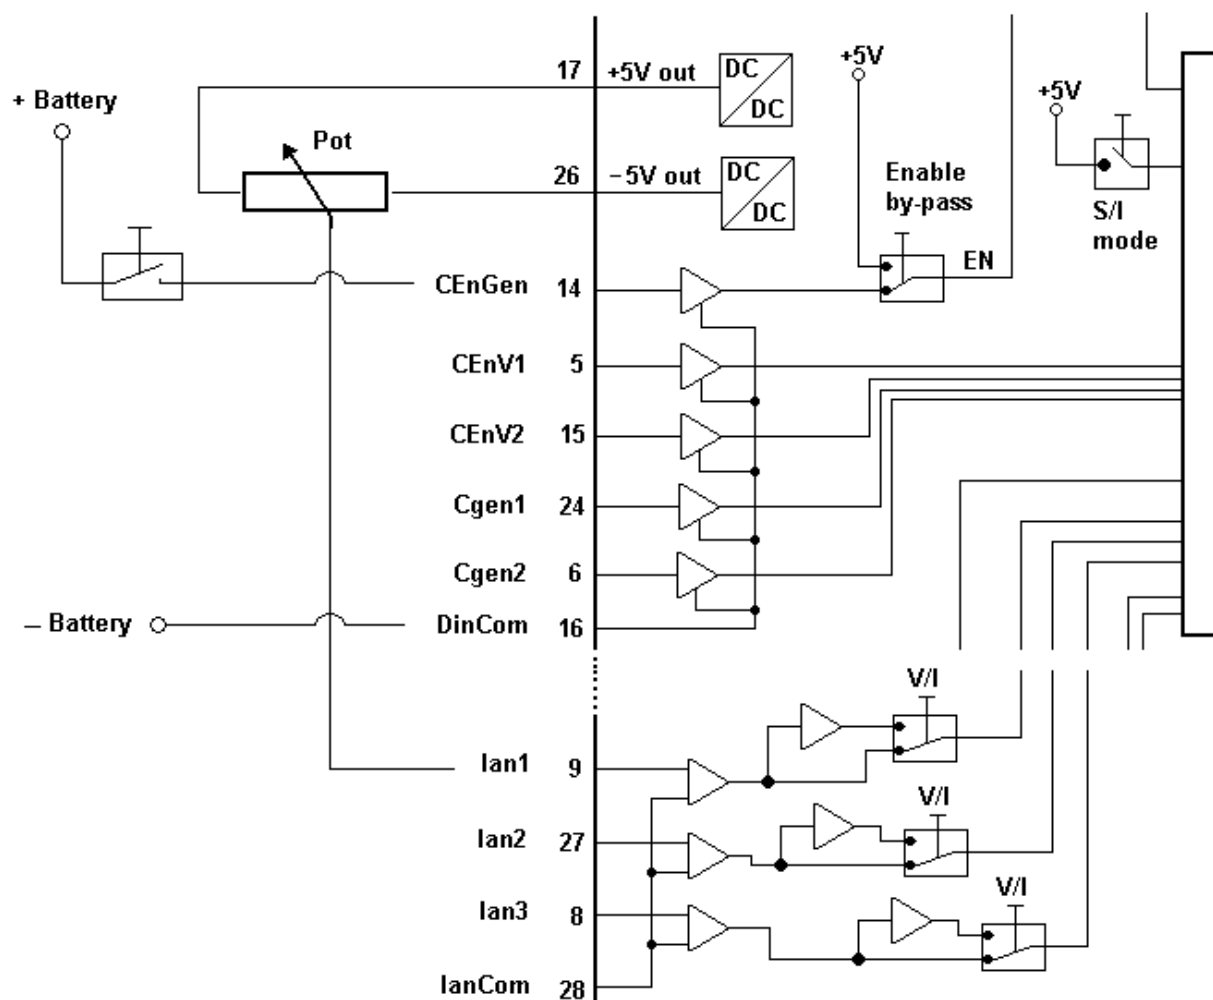 17 +5V out DC DC
+5V
+5V
+ Battery
Pot
26 −5V out DC DC
Enable
by-pass
S/I
mode
EN
CEnGen 14
CEnV1 5
CEnV2 15
Cgen1 24
Cgen2 6
− Battery
DinCom 16
V/I
Ian1 9
V/I
Ian2 27
V/I
Ian3 8
IanCom 28